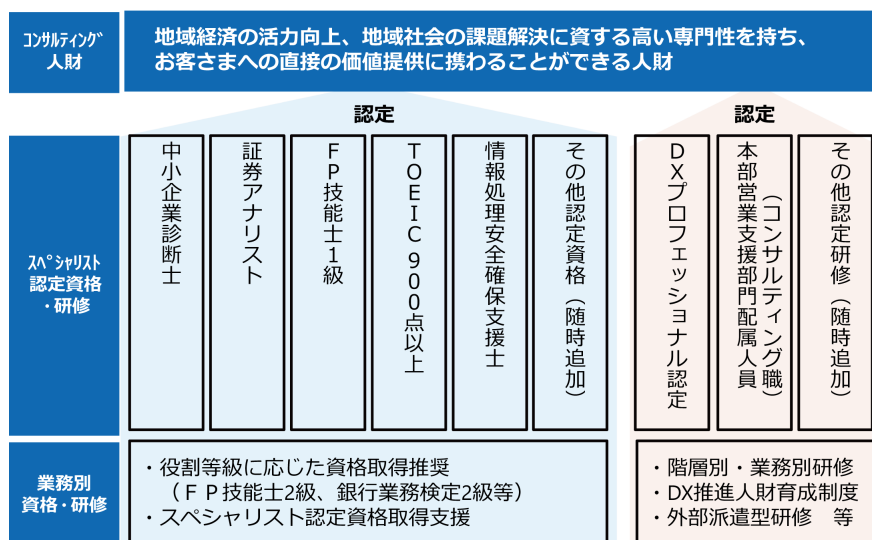 コンサルティング
人財
地域経済の活力向上、地域社会の課題解決に資する高い専門性を持ち、
お客さまへの直接の価値提供に携わることができる人財
認定
認定
スペシャリスト
認定資格
・研修
中小企業診断士
証券アナリスト
ＦＰ技能士１級
ＴＯＥＩＣ９００点以上
情報処理安全確保支援士
その他認定資格（随時追加）
ＤＸプロフェッショナル認定
本部営業支援部門配属人員
（コンサルティング職）
その他認定研修（随時追加）
業務別
資格・研修
・役割等級に応じた資格取得推奨
（ＦＰ技能士2級、銀行業務検定2級等）
・スペシャリスト認定資格取得支援
・階層別・業務別研修
・DX推進人財育成制度
・外部派遣型研修　等